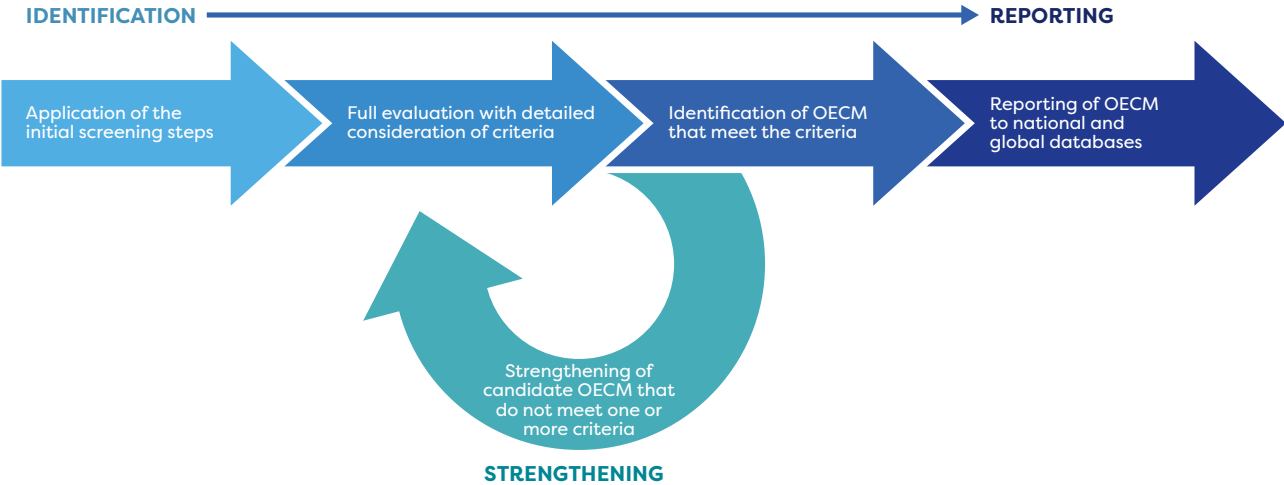 IDENTIFICATION
REPORTING
Application of the
initial screening steps
Full evaluation with detailed
consideration of criteria
Identification of OECM
that meet the criteria
Reporting of OECM
to national and
global databases
Strengthening of
candidate OECM that
do not meet one or
more criteria
STRENGTHENING